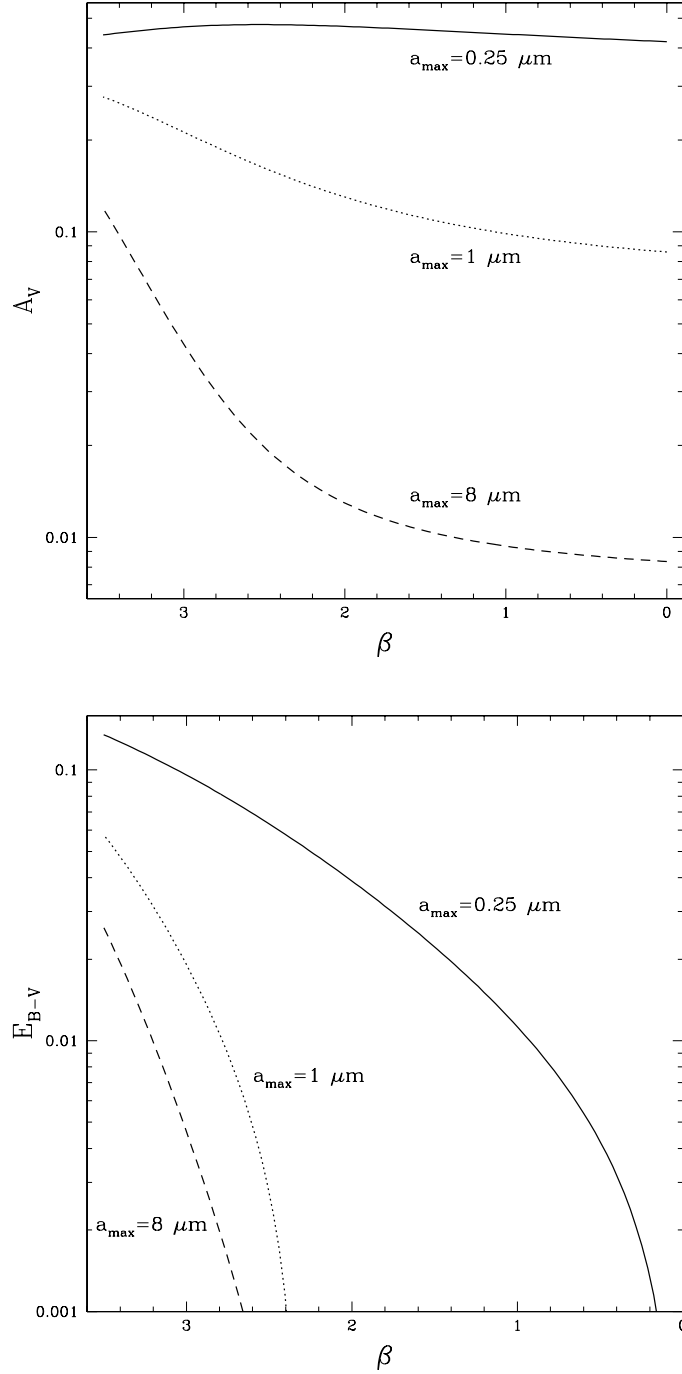 a_max=0.25 μm
a_max=1 μm
0.1
A_V
a_max=8 μm
0.01
3 2 1 0
β
0.1
a_max=0.25 μm
E_B-V
0.01
a_max=1 μm
a_max=8 μm
0.001
3 2 1 0
β